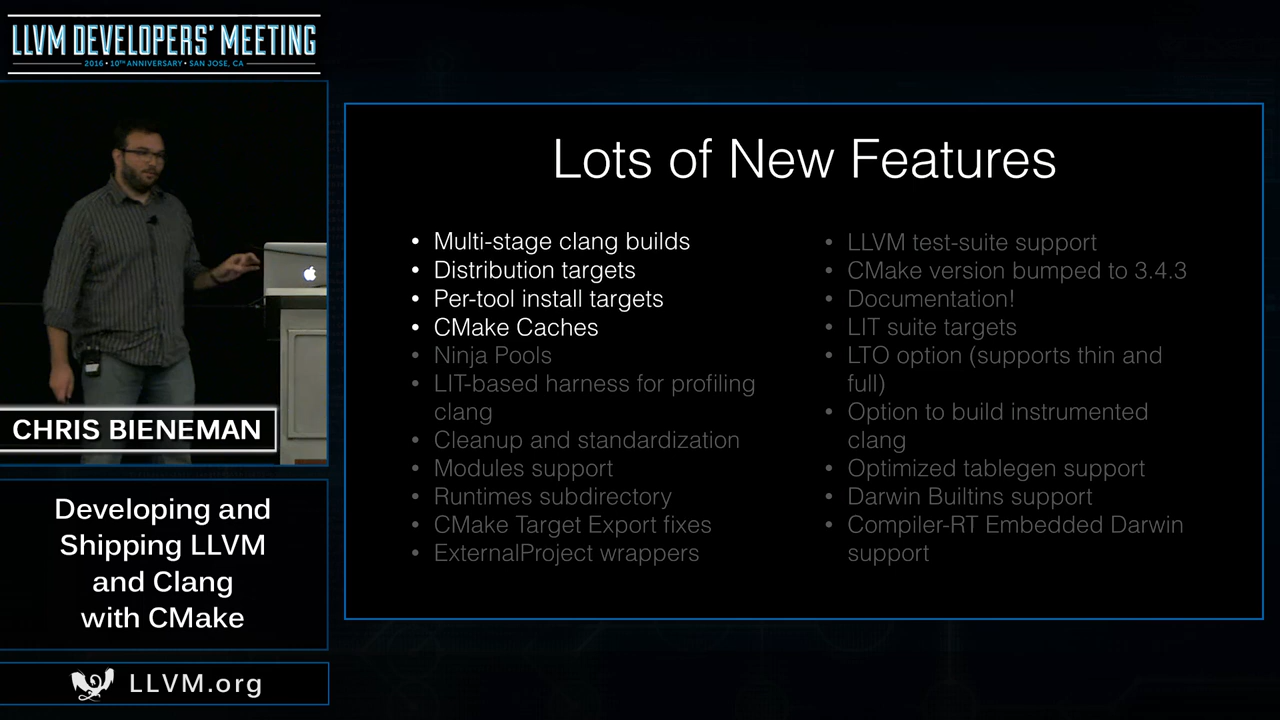 LLVM DEVELOPERS' MEETING
2016 • 10TH ANNIVERSARY • SAN JOSE, CA
CHRIS BIENEMAN
Developing and
Shipping LLVM
and Clang
with CMake
LLVM.org
Lots of New Features
• Multi-stage clang builds
• Distribution targets
• Per-tool install targets
• CMake Caches
• Ninja Pools
• LIT-based harness for profiling
clang
• Cleanup and standardization
• Modules support
• Runtimes subdirectory
• CMake Target Export fixes
• ExternalProject wrappers
• LLVM test-suite support
• CMake version bumped to 3.4.3
• Documentation!
• LIT suite targets
• LTO option (supports thin and
full)
• Option to build instrumented
clang
• Optimized tablegen support
• Darwin Builtins support
• Compiler-RT Embedded Darwin
support